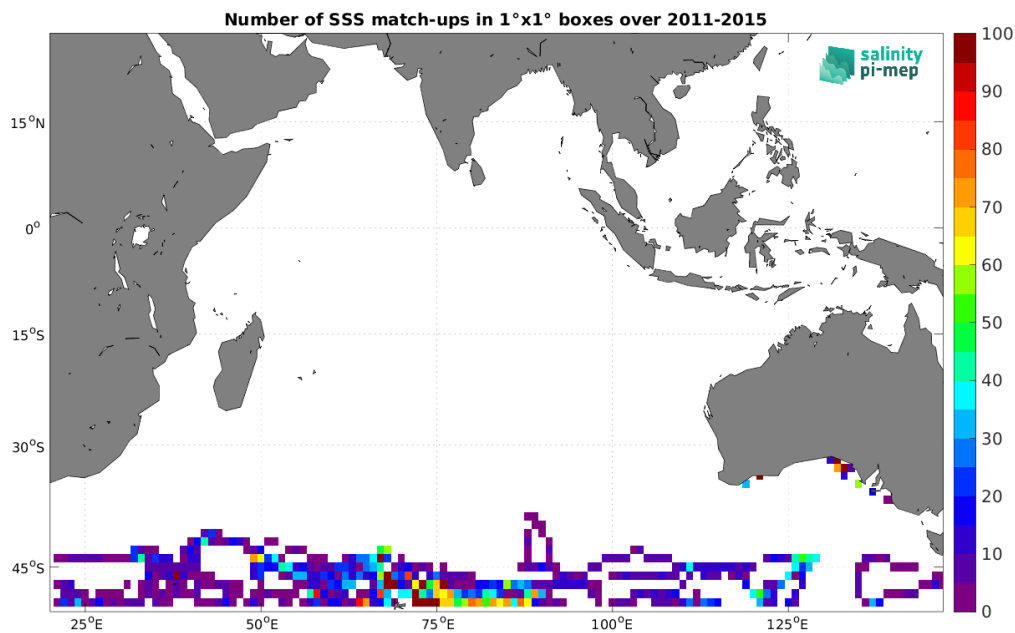 Number of SSS match-ups in 1°x1° boxes over 2011-2015
salinity
pi-mep
15°N
0°
15°S
30°S
45°S
25°E
50°E
75°E
100°E
125°E
100
90
80
70
60
50
40
30
20
10
0